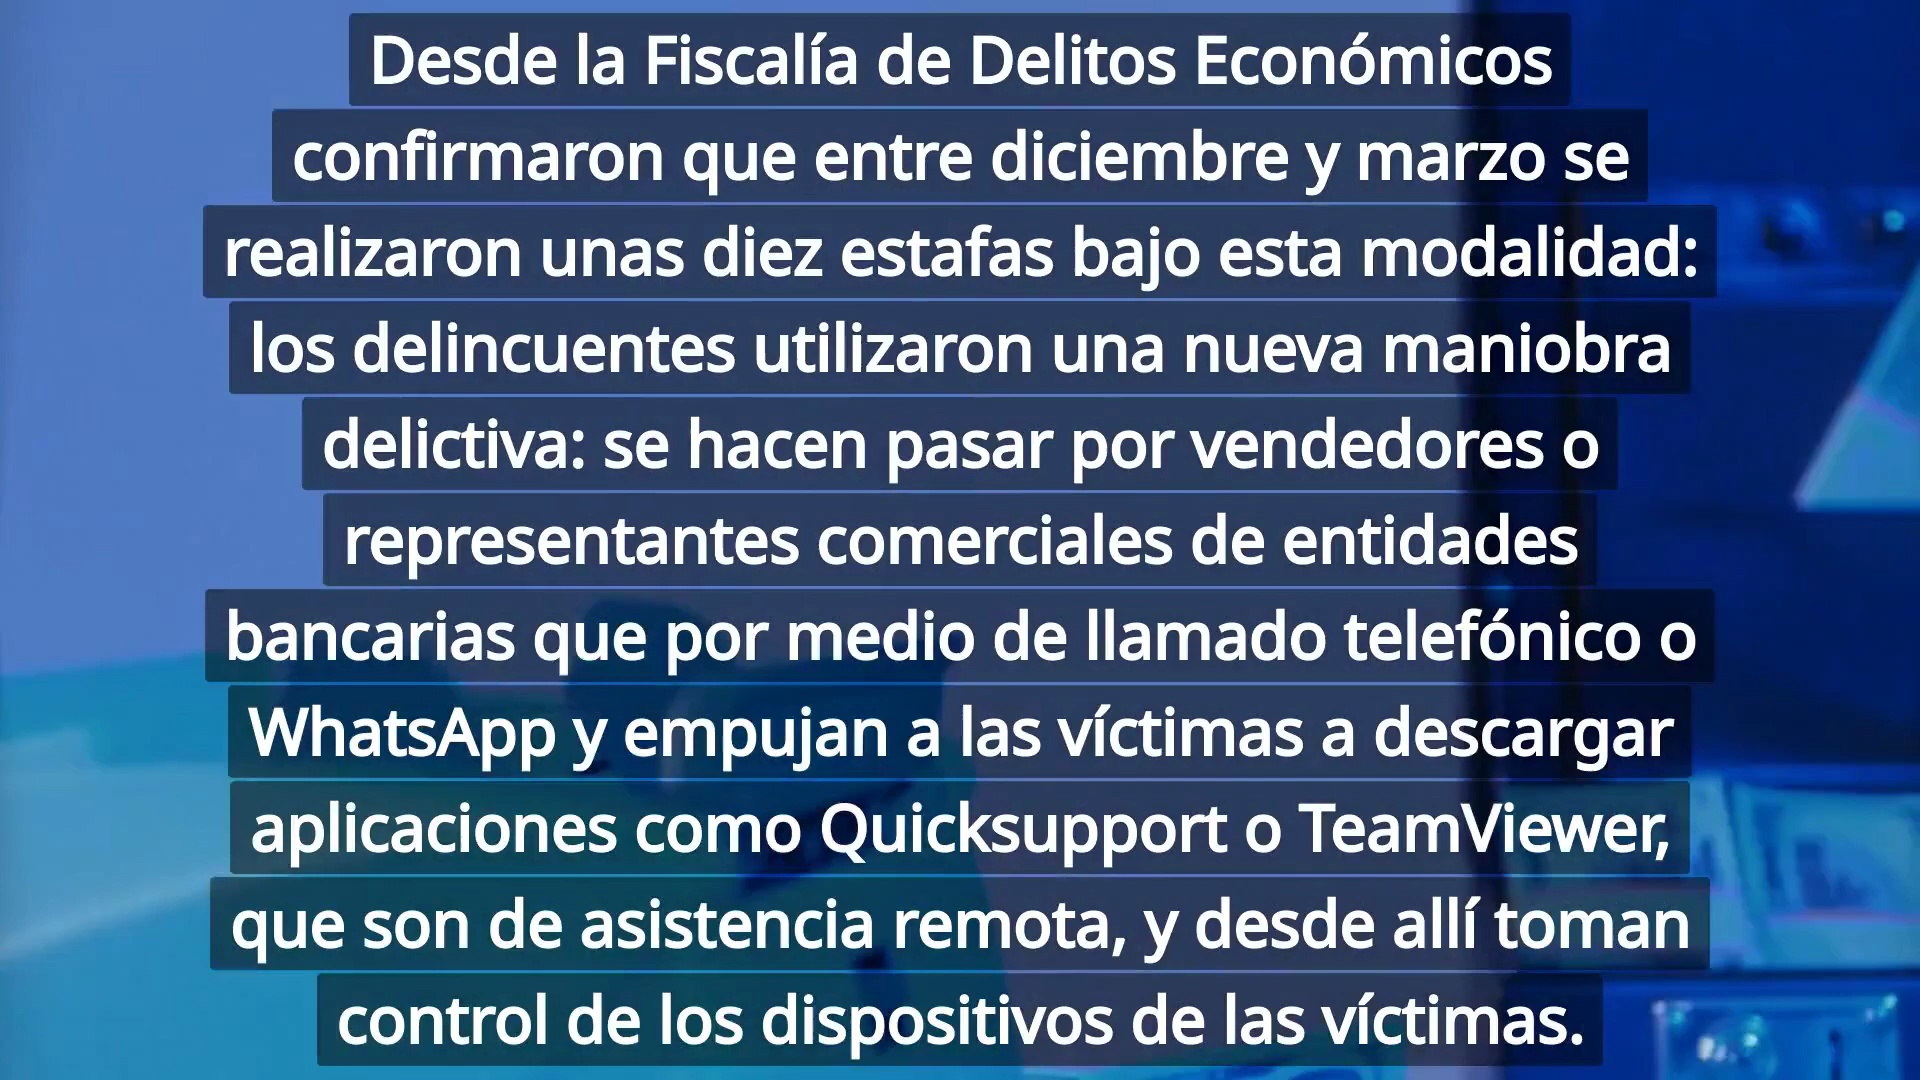 Desde la Fiscalía de Delitos Económicos
confirmaron que entre diciembre y marzo se
realizaron unas diez estafas bajo esta modalidad:
los delincuentes utilizaron una nueva maniobra
delictiva: se hacen pasar por vendedores o
representantes comerciales de entidades
bancarias que por medio de llamado telefónico o
WhatsApp y empujan a las víctimas a descargar
aplicaciones como Quicksupport o TeamViewer,
que son de asistencia remota, y desde allí toman
control de los dispositivos de las víctimas.